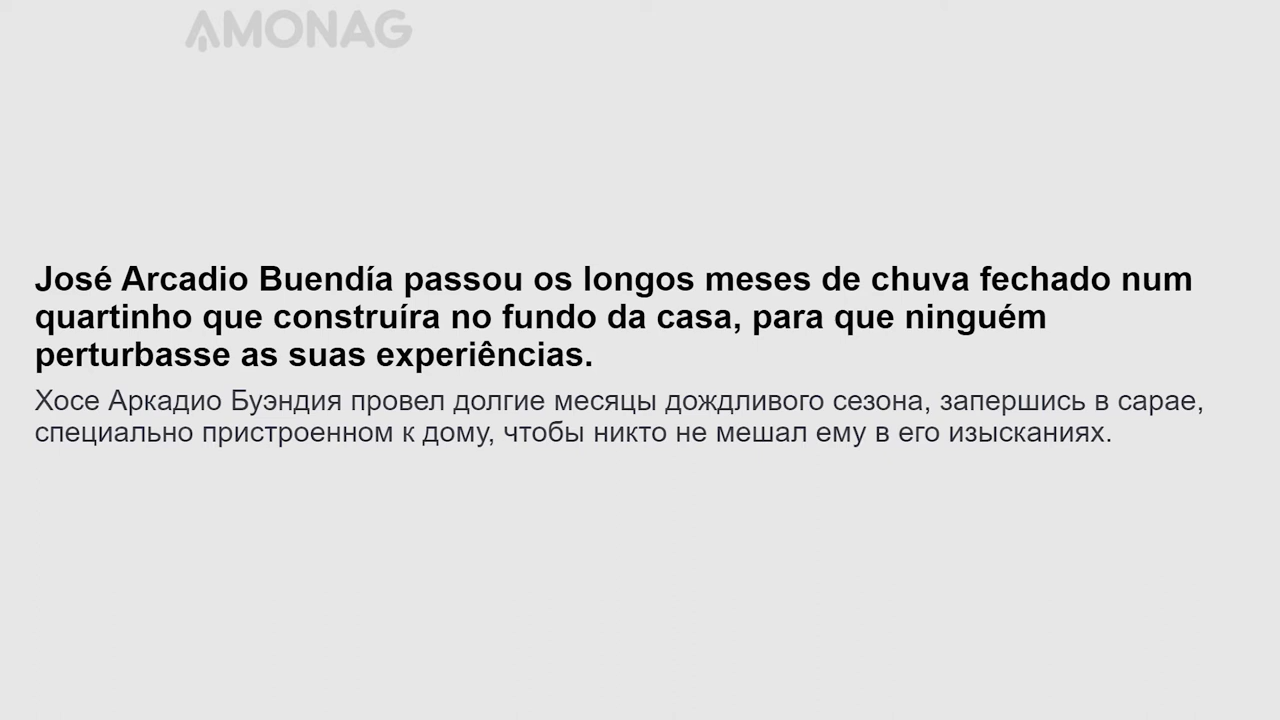 AMONAG
José Arcadio Buendía passou os longos meses de chuva fechado num
quartinho que construíra no fundo da casa, para que ninguém
perturbasse as suas experiências.
Хосе Аркадио Буэндия провел долгие месяцы дождливого сезона, запершись в сарае,
специально пристроенном к дому, чтобы никто не мешал ему в его изысканиях.